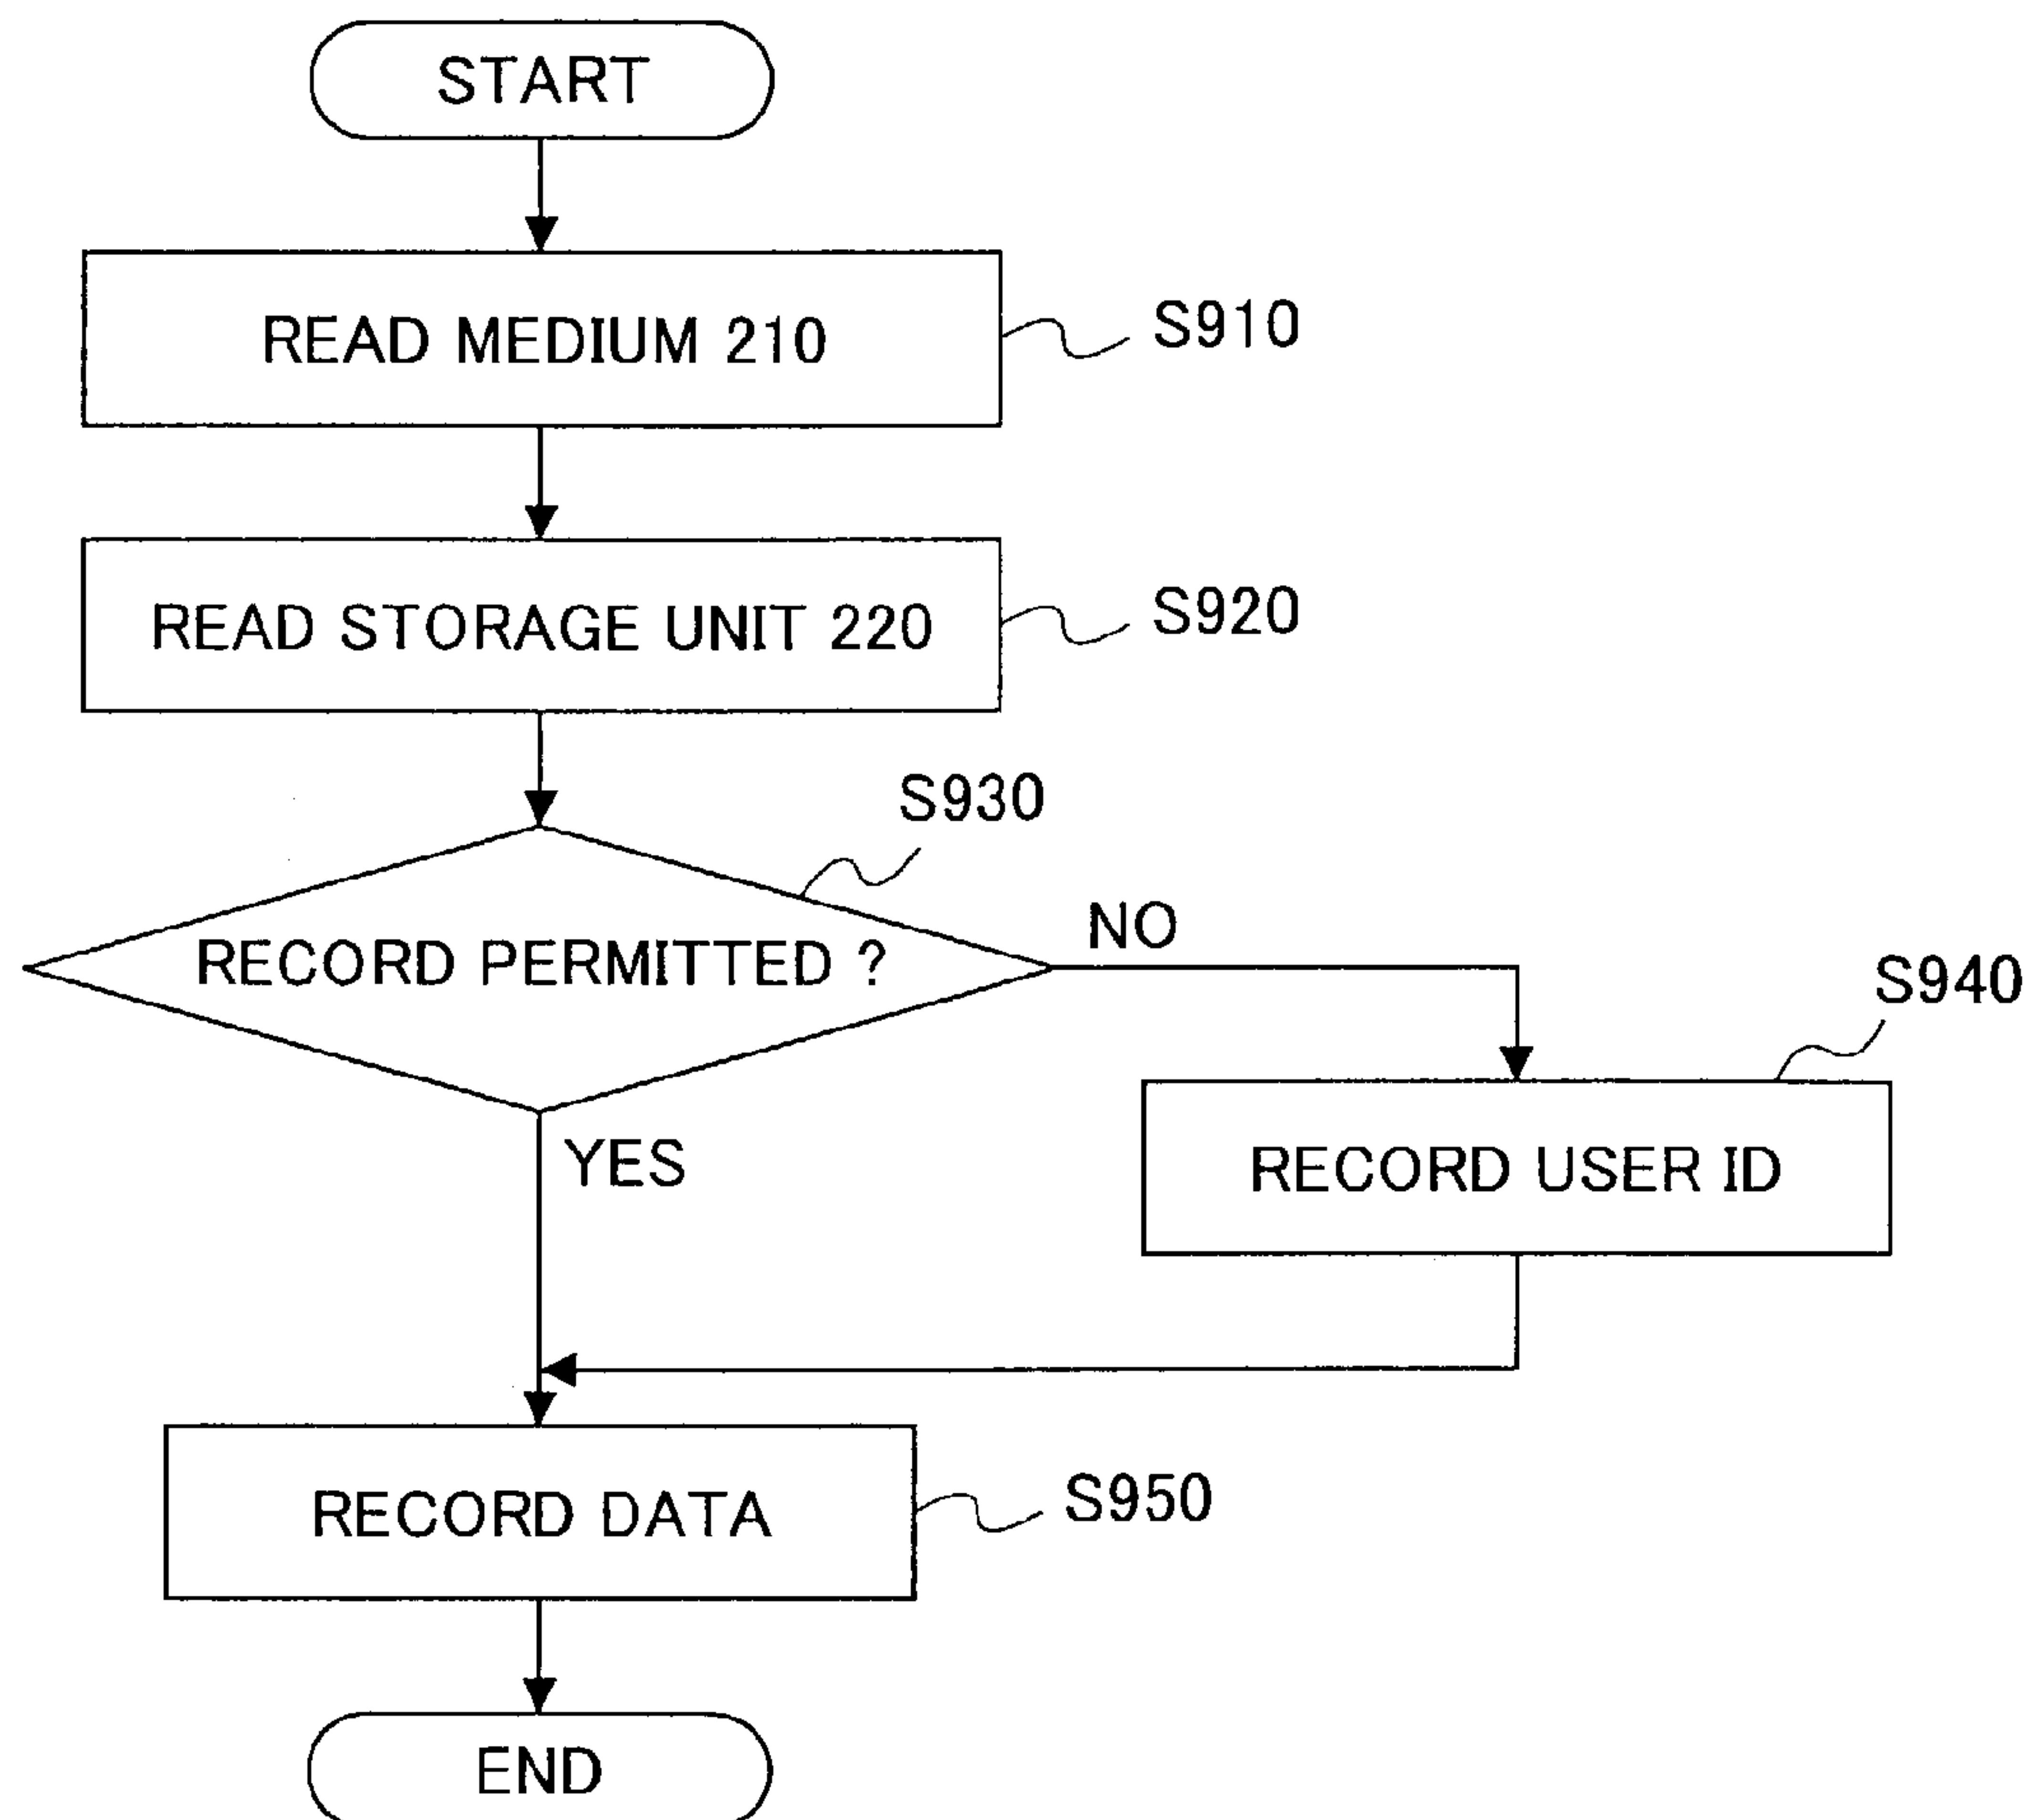 START
READ MEDIUM 210
S910
READ STORAGE UNIT 220
S920
S930
RECORD PERMITTED ?
NO
S940
YES
RECORD USER ID
RECORD DATA
S950
END